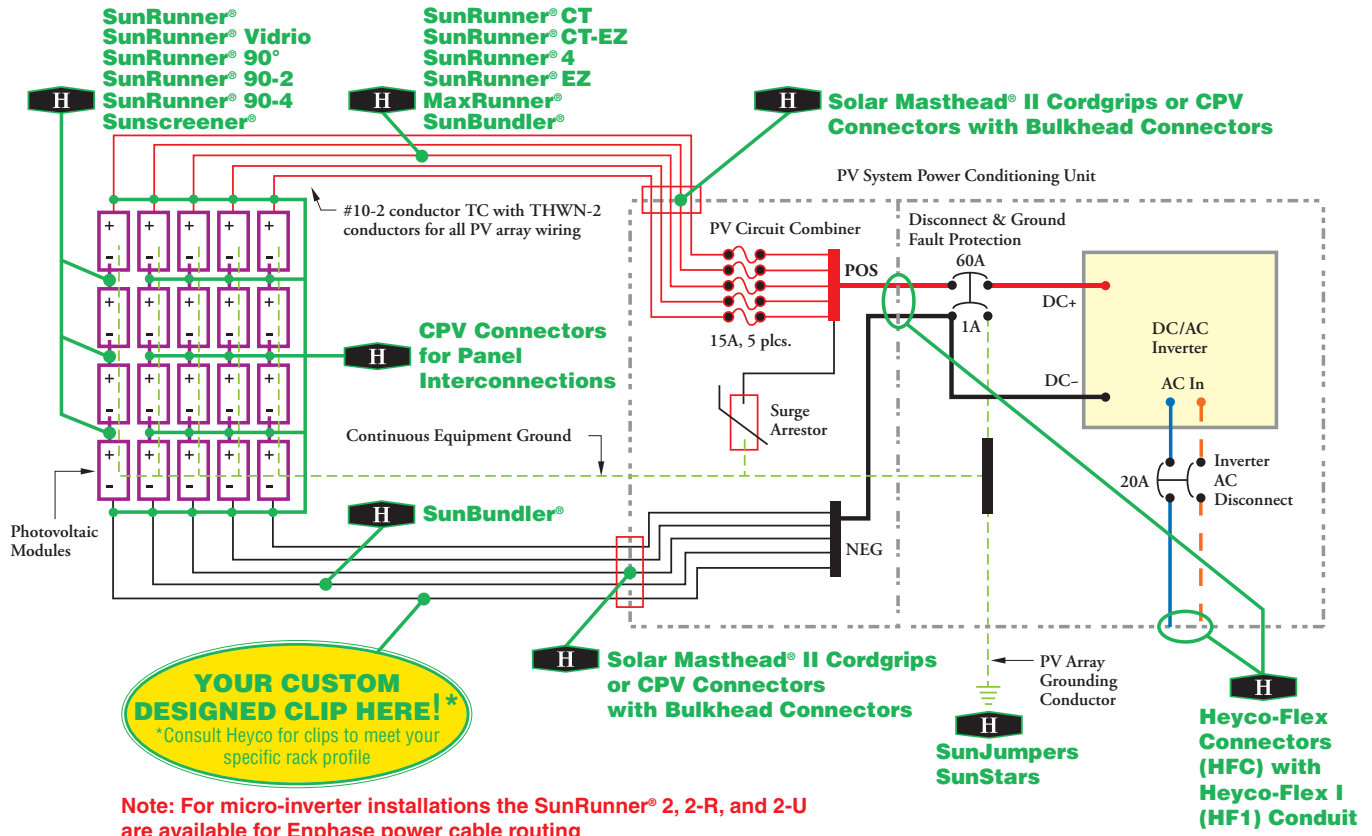 SunRunner®
SunRunner® Vidrio
SunRunner® 90°
SunRunner® 90-2
SunRunner® 90-4
Sunscreener®
H
SunRunner® CT
SunRunner® CT-EZ
SunRunner® 4
SunRunner® EZ
MaxRunner®
SunBundler®
H
H
Solar Masthead® II Cordgrips or CPV
Connectors with Bulkhead Connectors
#10-2 conductor TC with THWN-2
conductors for all PV array wiring
PV System Power Conditioning Unit
PV Circuit Combiner
Disconnect & Ground
Fault Protection
60A
POS
1A
DC+
DC/AC
Inverter
DC–
AC In
15A, 5 plcs.
H
CPV Connectors
for Panel
Interconnections
Surge
Arrestor
Continuous Equipment Ground
Inverter
AC
Disconnect
20A
+ + + + +
- - - - -
+ + + + +
- - - - -
+ + + + +
- - - - -
+ + + + +
- - - - -
Photovoltaic
Modules
H
SunBundler®
NEG
H
Solar Masthead® II Cordgrips
or CPV Connectors
with Bulkhead Connectors
PV Array
Grounding
Conductor
H
SunJumpers
SunStars
H
Heyco-Flex
Connectors
(HFC) with
Heyco-Flex I
(HF1) Conduit
YOUR CUSTOM
DESIGNED CLIP HERE!*
*Consult Heyco for clips to meet your
specific rack profile
Note: For micro-inverter installations the SunRunner® 2, 2-R, and 2-U
are available for Enphase power cable routing